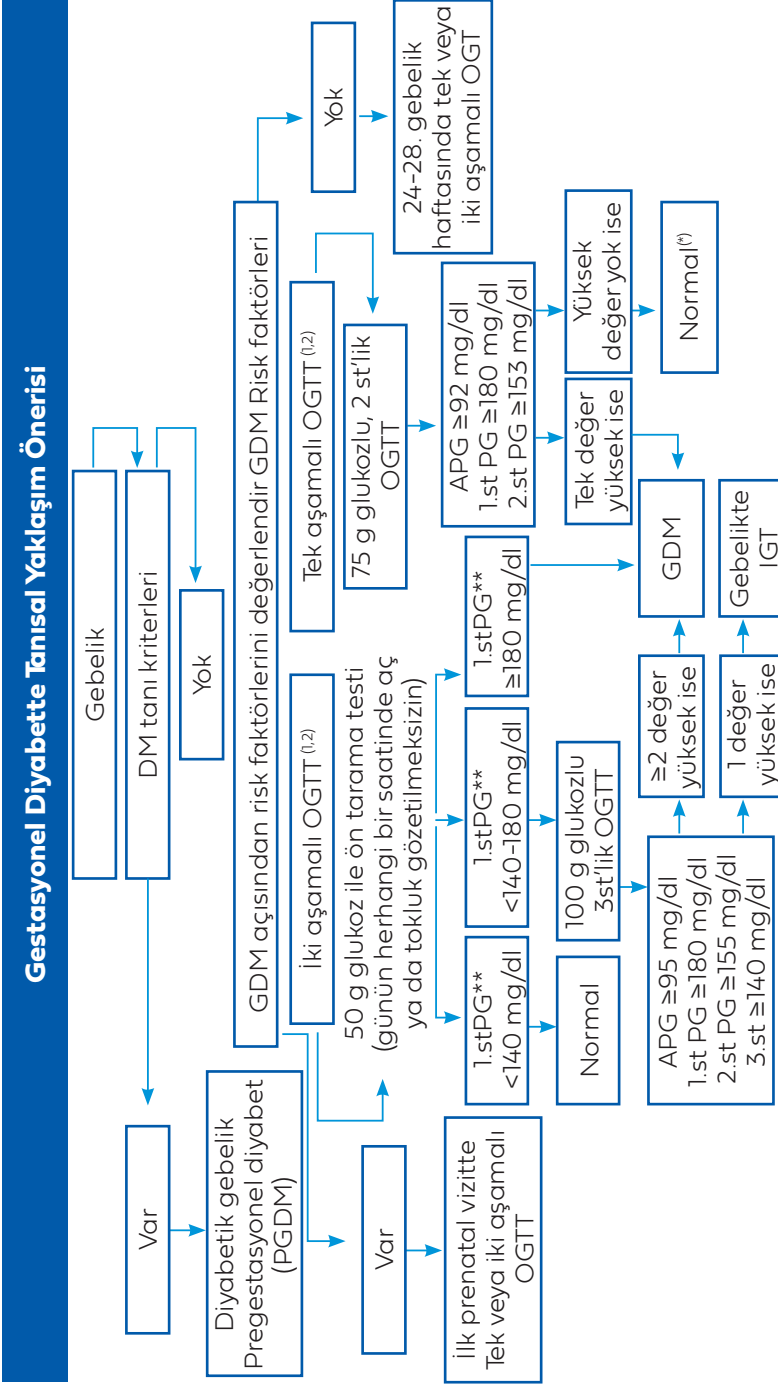 Gestasyonel Diyabette Tanısal Yaklaşım Önerisi
Gebelik
DM tanı kriterleri
Var
Yok
Diyabetik gebelik
Pregestasyonel diyabet
(PGDM)
GDM açısından risk faktörlerini değerlendir GDM Risk faktörleri
Var
İlk prenatal vizitte
Tek veya iki aşamalı
OGTT
Yok
24-28. gebelik
haftasında tek veya
iki aşamalı OGT
İki aşamalı OGTT (1,2)
50 g glukoz ile ön tarama testi
(günün herhangi bir saatinde aç
ya da tokluk gözetilmeksizin)
1.stPG**
<140 mg/dl
Normal
1.stPG**
<140-180 mg/dl
100 g glukozlu
3st'lik OGTT
1.stPG**
≥180 mg/dl
APG ≥95 mg/dl
1.st PG ≥180 mg/dl
2.st PG ≥155 mg/dl
3.st ≥140 mg/dl
≥2 değer
yüksek ise
GDM
1 değer
yüksek ise
Gebelikte
IGT
Tek aşamalı OGTT (1,2)
75 g glukozlu, 2 st'lik
OGTT
APG ≥92 mg/dl
1.st PG ≥180 mg/dl
2.st PG ≥153 mg/dl
Tek değer
yüksek ise
Yüksek
değer yok ise
Normal(*)